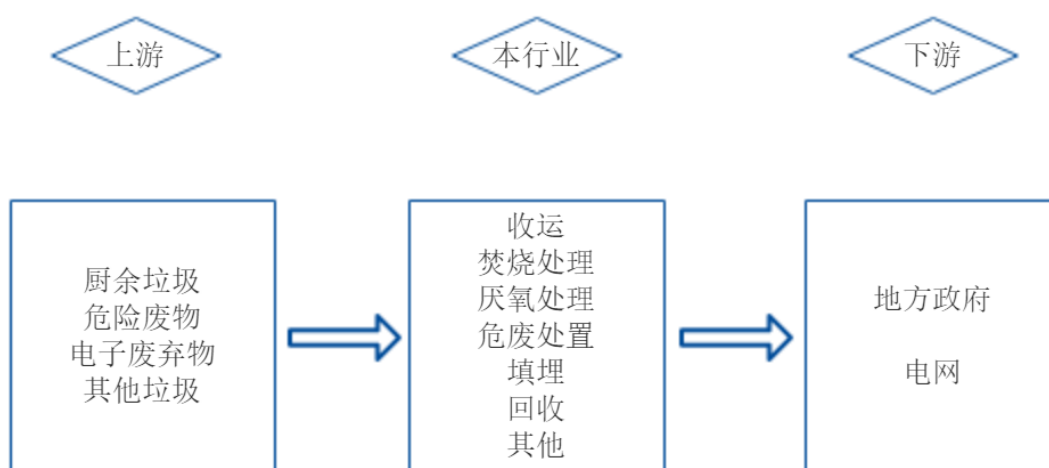 上游
本行业
下游
厨余垃圾
危险废物
电子废弃物
其他垃圾
收运
焚烧处理
厌氧处理
危废处置
填埋
回收
其他
地方政府
电网